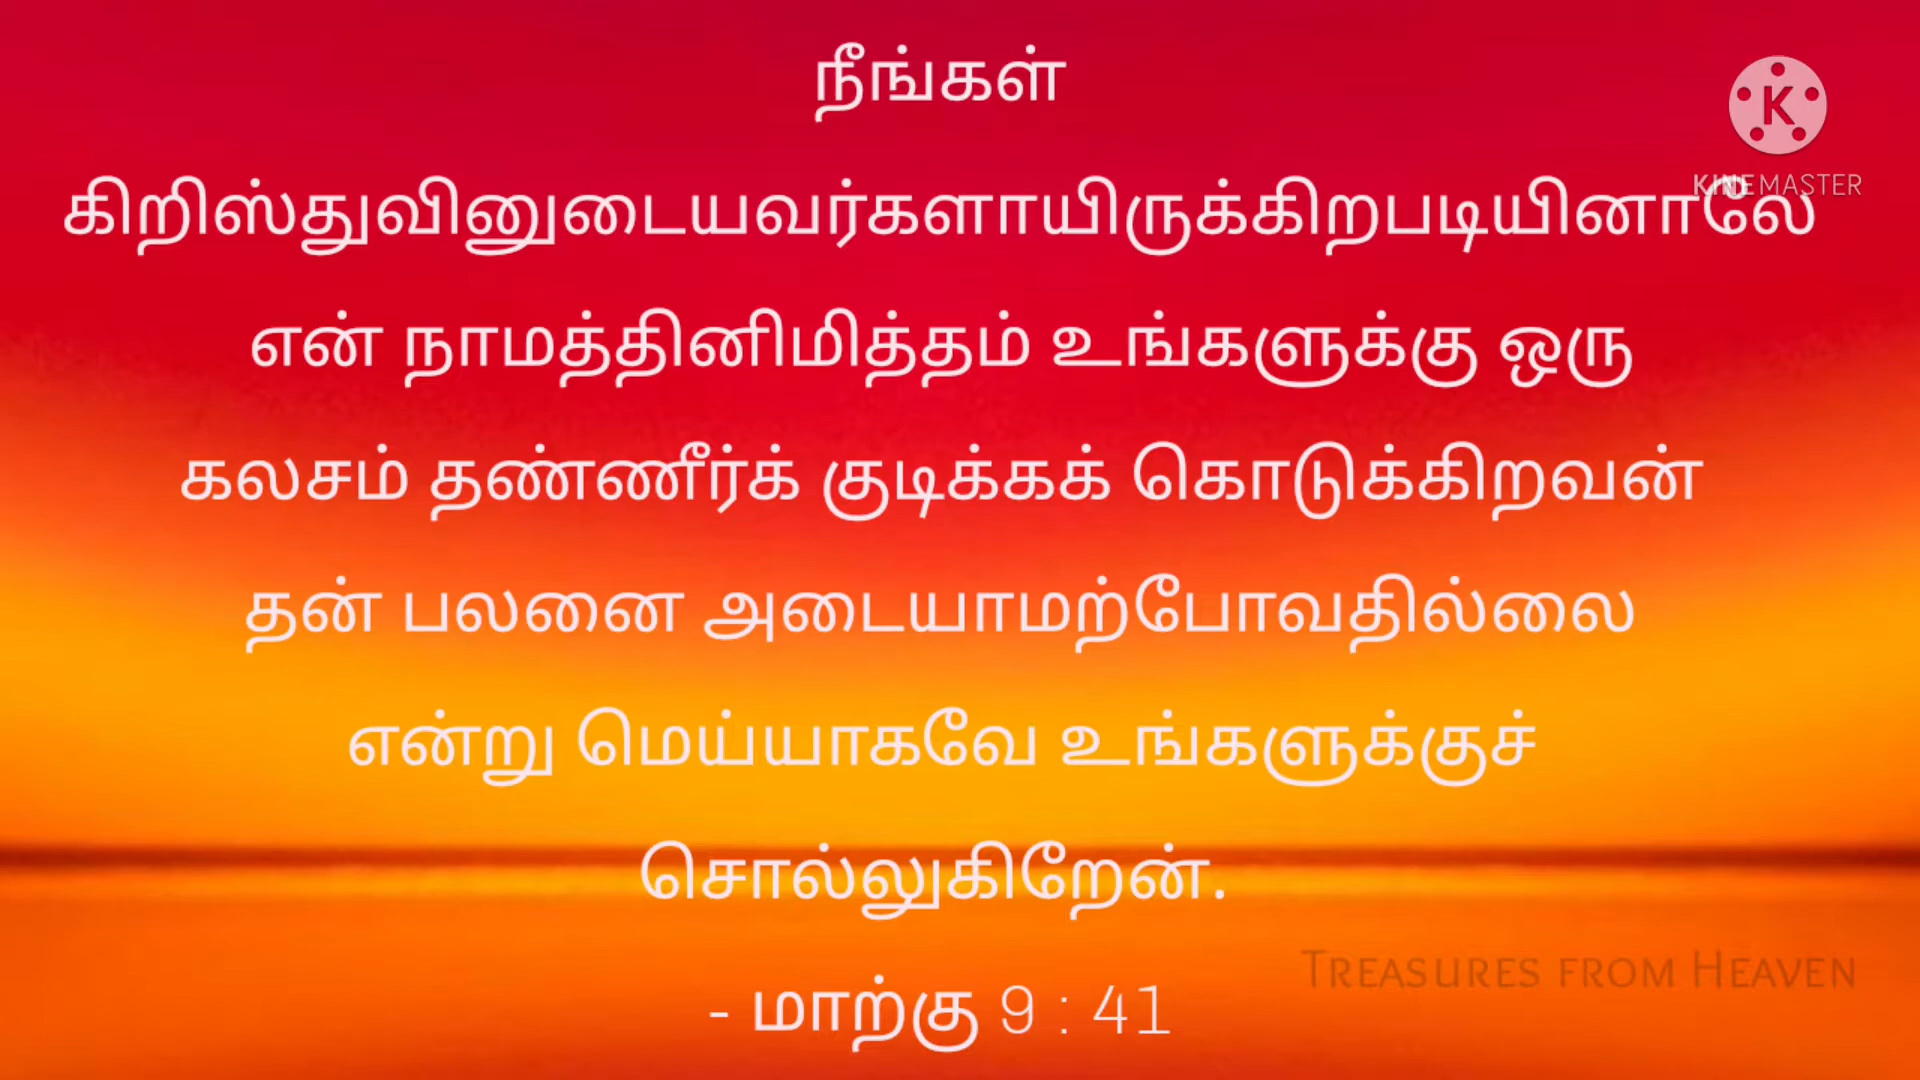 நீங்கள்
கிறிஸ்துவினுடையவர்களாயிருக்கிறபடியினாலே
என் நாமத்தினிமித்தம் உங்களுக்கு ஒரு
கலசம் தண்ணீர்க் குடிக்கக் கொடுக்கிறவன்
தன் பலனை அடையாமற்போவதில்லை
என்று மெய்யாகவே உங்களுக்குச்
சொல்லுகிறேன்.
- மாற்கு 9 : 41
K
KINEMASTER
TREASURES FROM HEAVEN